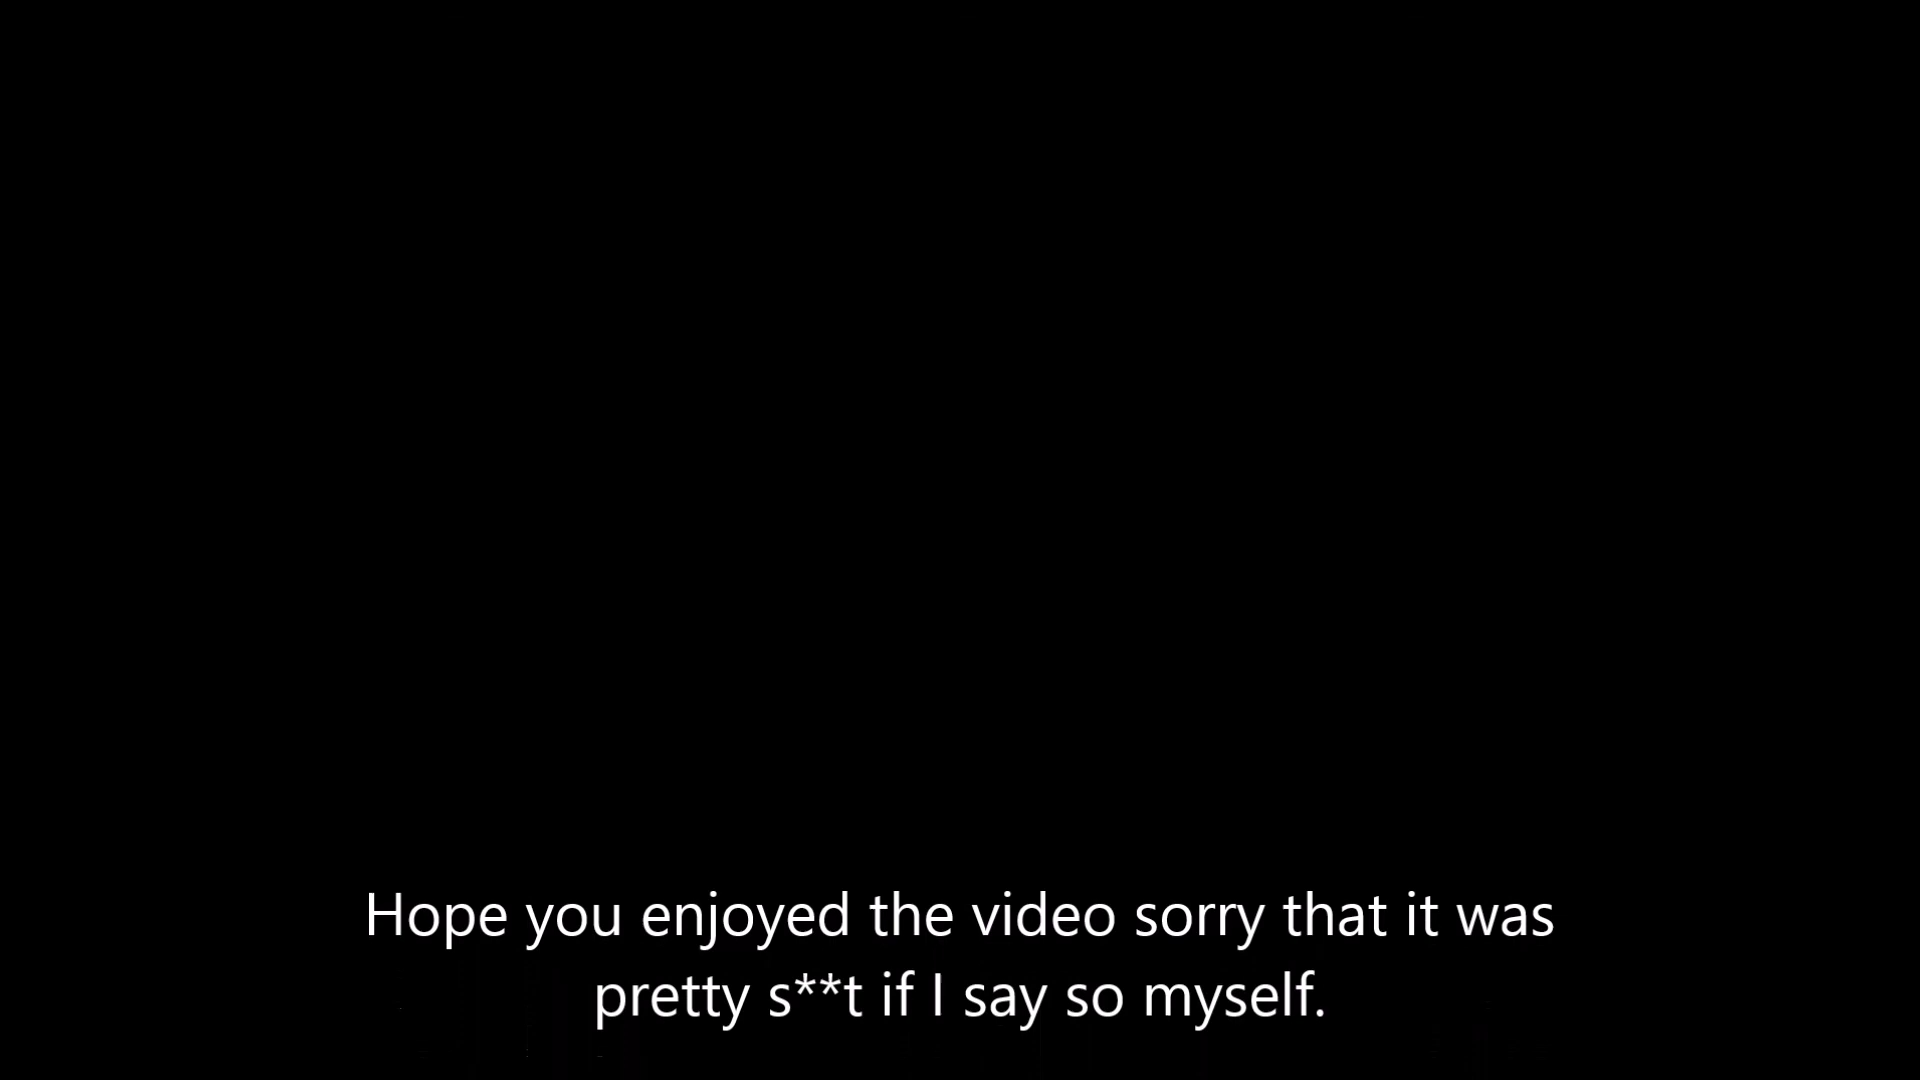 Hope you enjoyed the video sorry that it was
pretty s**t if I say so myself.